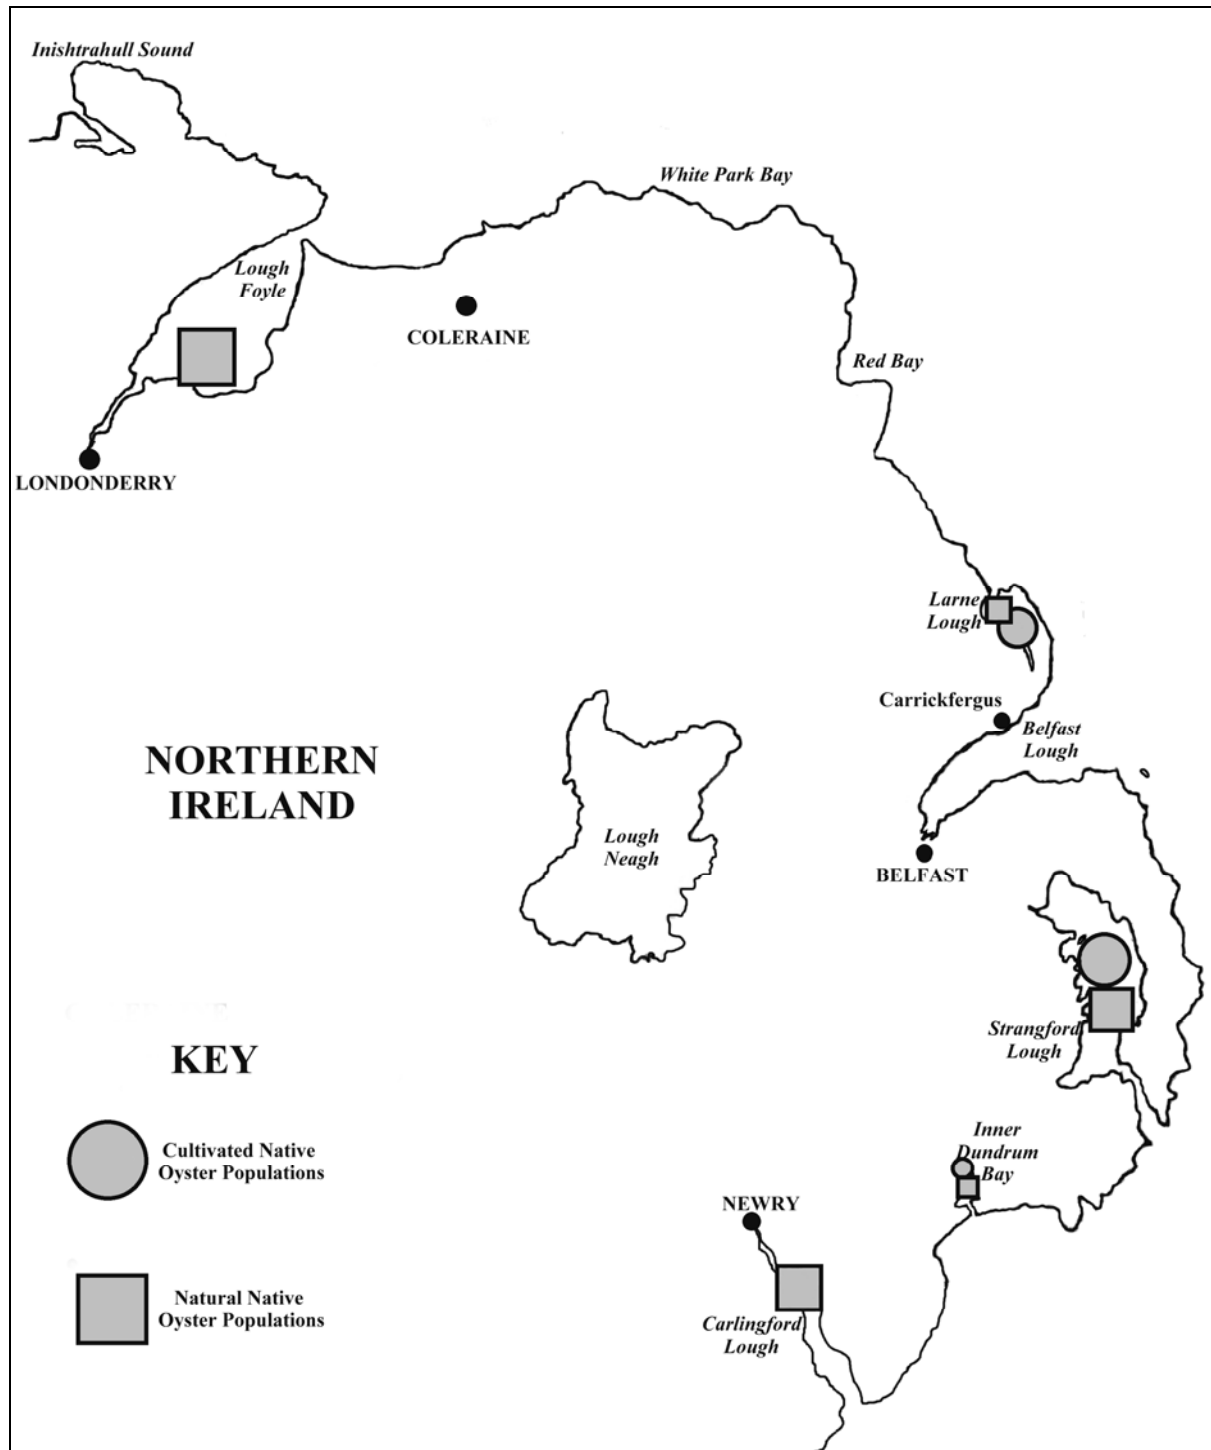 Inishtrahull Sound
White Park Bay
Lough
Foyle
COLERAINE
Red Bay
LONDONDERRY
Larne
Lough
Carrickfergus
Belfast
Lough
NORTHERN
IRELAND
Lough
Neagh
BELFAST
Strangford
Lough
KEY
Cultivated Native
Oyster Populations
Inner
Dundrum
Bay
NEWRY
Natural Native
Oyster Populations
Carlingford
Lough